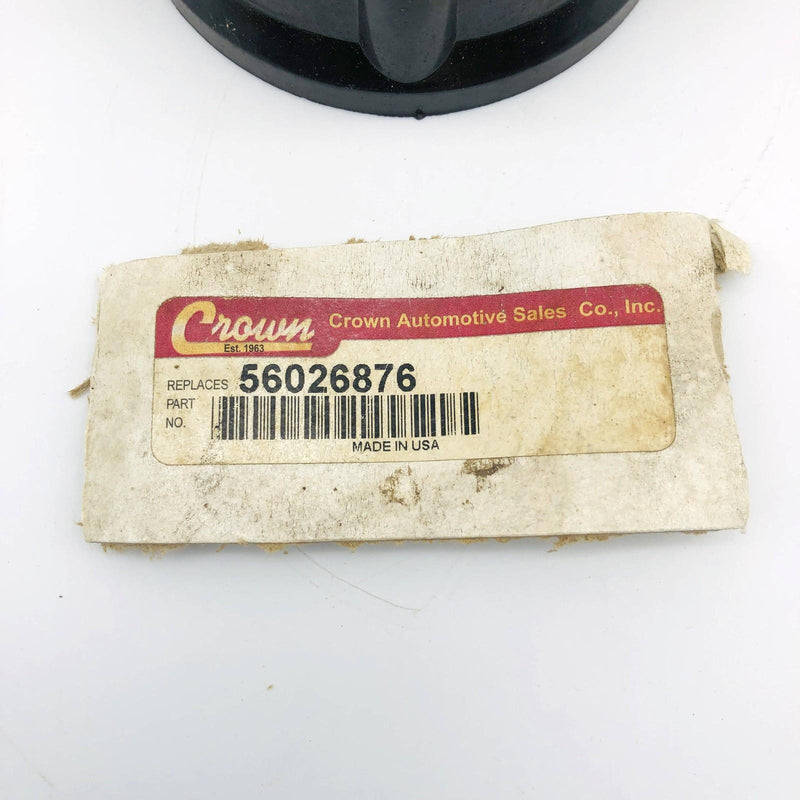 Crown
Est. 1963
Crown Automotive Sales Co., Inc.
REPLACES 56026876
PART
NO.
MADE IN USA